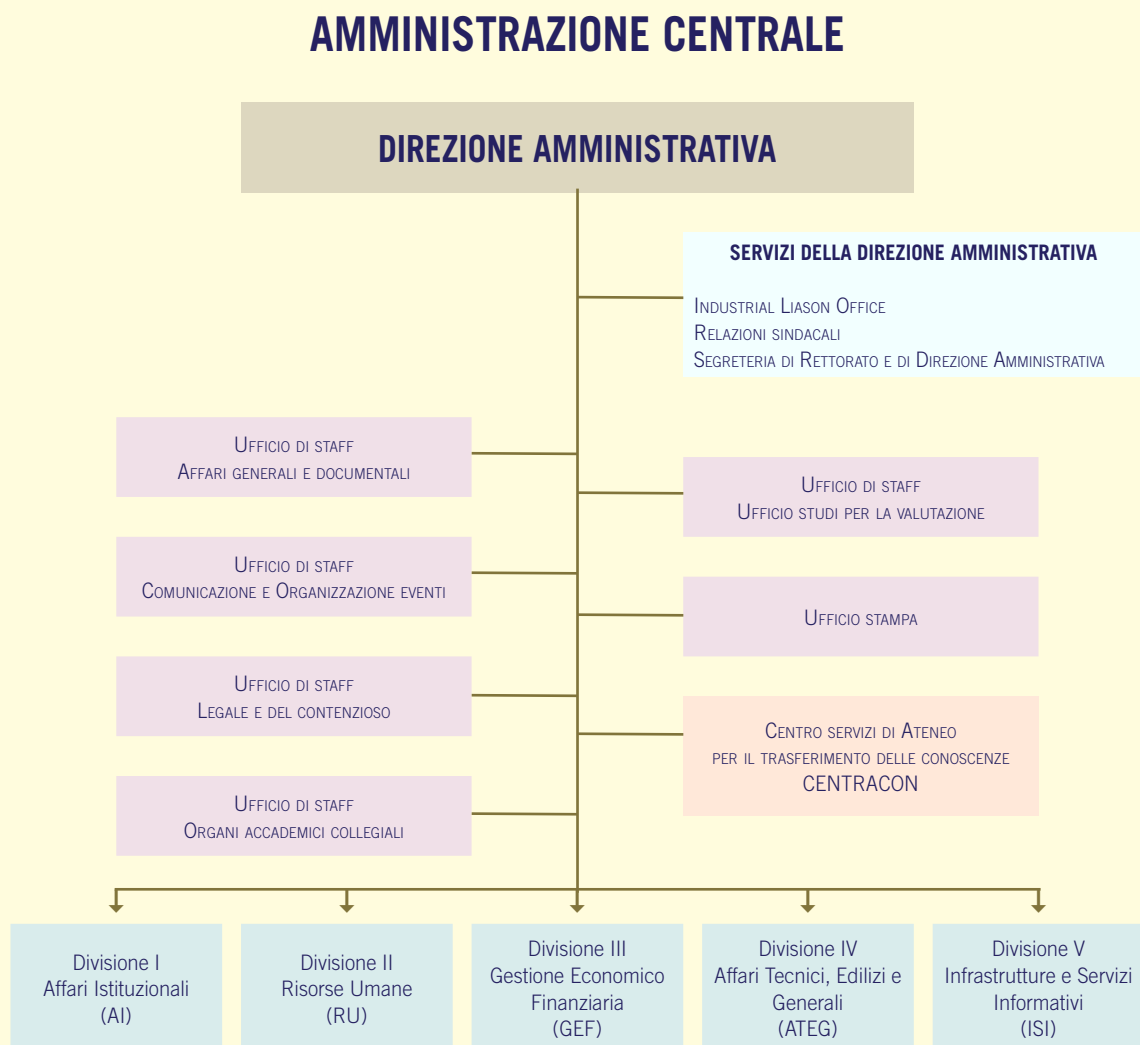 AMMINISTRAZIONE CENTRALE
DIREZIONE AMMINISTRATIVA
SERVIZI DELLA DIREZIONE AMMINISTRATIVA
Industrial Liason Office
Relazioni sindacali
Segreteria di Rettorato e di Direzione Amministrativa
Ufficio di staff
Affari generali e documentali
Ufficio di staff
Ufficio studi per la valutazione
Ufficio di staff
Comunicazione e Organizzazione eventi
Ufficio stampa
Ufficio di staff
Legale e del contenzioso
Centro servizi di Ateneo
per il trasferimento delle conoscenze
CENTRACON
Ufficio di staff
Organi accademici collegiali
Divisione I
Affari Istituzionali
(AI)
Divisione II
Risorse Umane
(RU)
Divisione III
Gestione Economico
Finanziaria
(GEF)
Divisione IV
Affari Tecnici, Edilizi e
Generali
(ATEG)
Divisione V
Infrastrutture e Servizi
Informativi
(ISI)